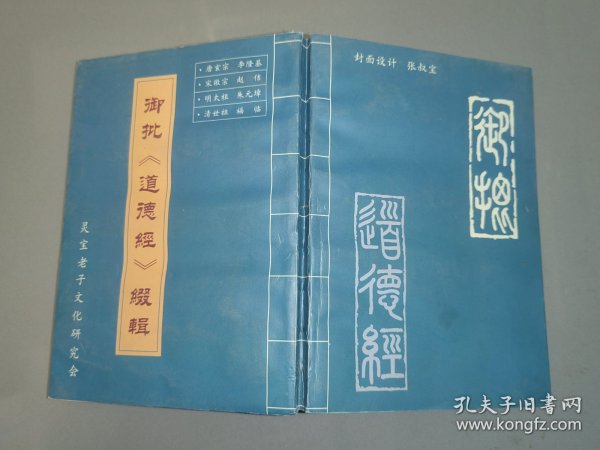 御批《道德經》綴輯
·唐玄宗 李隆基
·宋徽宗 赵佶
·明太祖 朱元璋
·清世祖 福临
灵宝老子文化研究会
封面设计 张叔宝
御批
道德經
孔夫子旧书网
www.kongfz.com